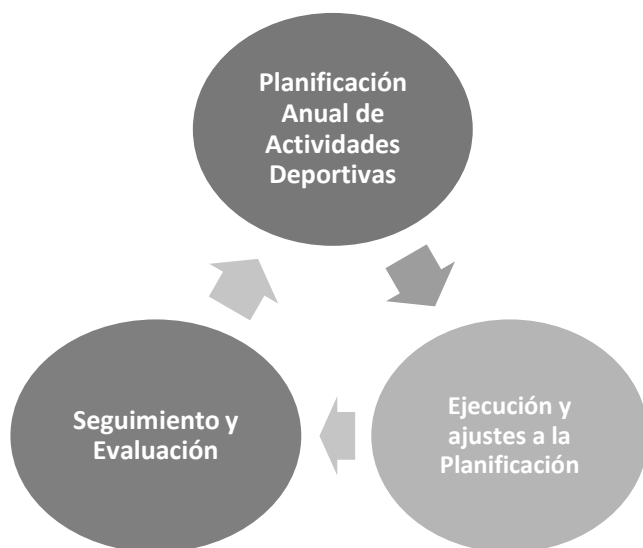 Planificación
Anual de
Actividades
Deportivas
Ejecución y
ajustes a la
Planificación
Seguimiento y
Evaluación